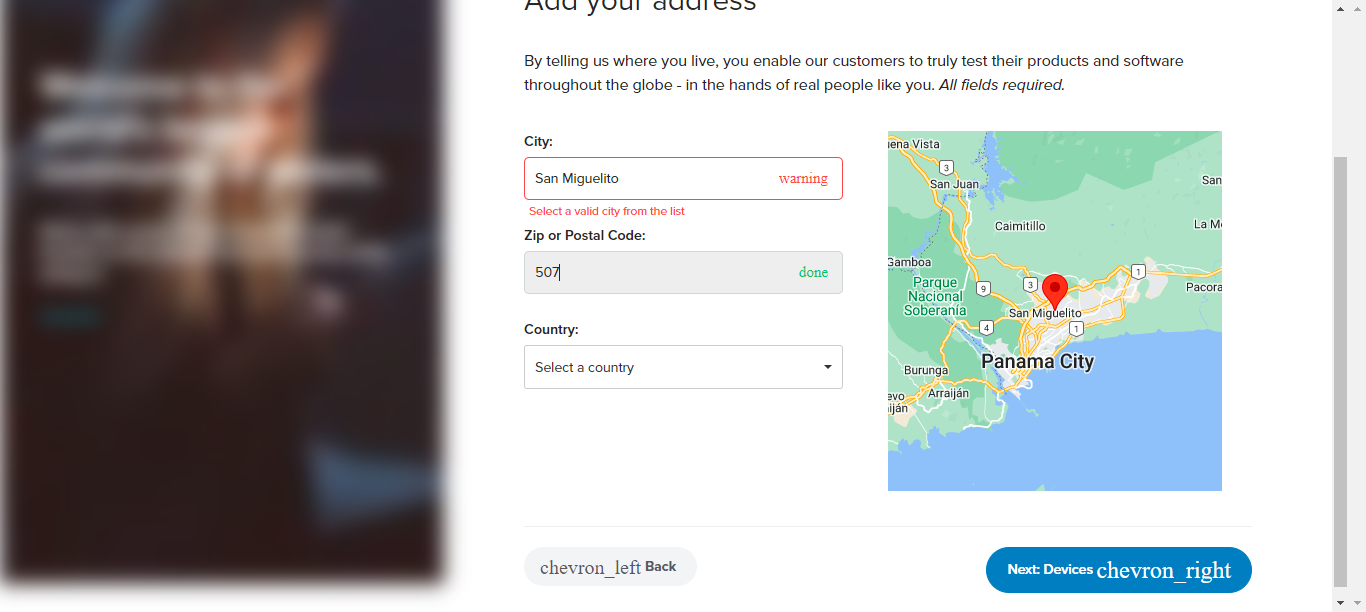 Add your address
By telling us where you live, you enable our customers to truly test their products and software
throughout the globe - in the hands of real people like you. All fields required.
City:
San Miguelito warning
Select a valid city from the list
Zip or Postal Code:
507 done
Country:
Select a country
ena Vista
3
San Juan
San
Caimitillo
La M
Gamboa
1
Parque
Nacional
Soberanía
9
3
Pacora
San Miguelito
4
1
Panama City
Burunga
Arraiján
evo
iján
chevron_left Back
Next: Devices chevron_right